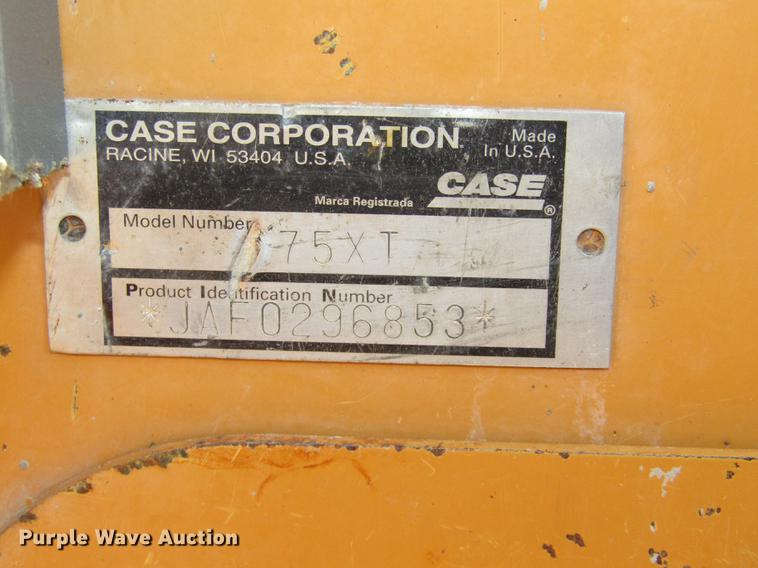 CASE CORPORATION
RACINE, WI 53404 U.S.A.
Made
In U.S.A.
Marca Registrada
CASE ®
Model Number
75XT
Product Identification Number
*JAF0296853*
Purple Wave Auction